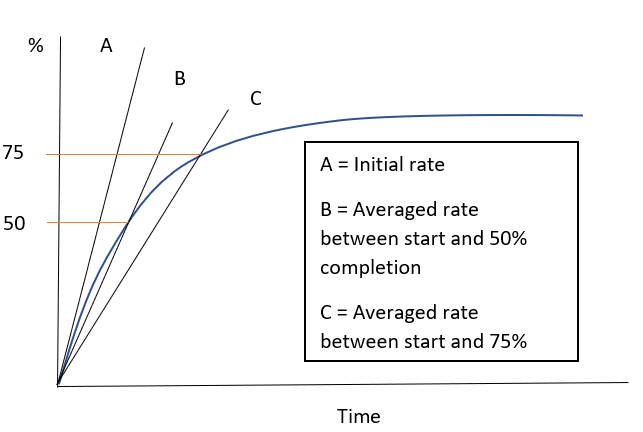 %
A
B
C
75
50
A = Initial rate
B = Averaged rate
between start and 50%
completion
C = Averaged rate
between start and 75%
Time